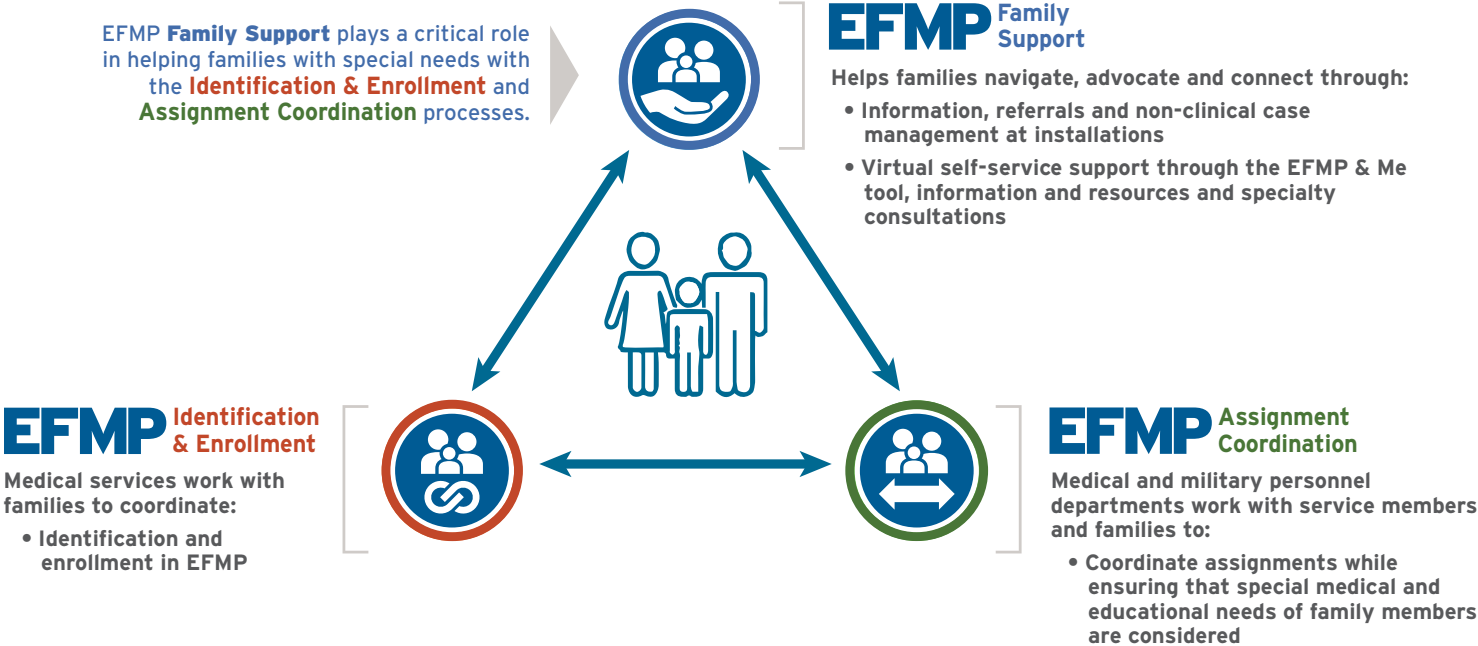 EFMP Family Support plays a critical role
in helping families with special needs with
the Identification & Enrollment and
Assignment Coordination processes.
EFMP Family
Support
Helps families navigate, advocate and connect through:
• Information, referrals and non-clinical case
management at installations
• Virtual self-service support through the EFMP & Me
tool, information and resources and specialty
consultations
EFMP Identification
& Enrollment
Medical services work with
families to coordinate:
• Identification and
enrollment in EFMP
EFMP Assignment
Coordination
Medical and military personnel
departments work with service members
and families to:
• Coordinate assignments while
ensuring that special medical and
educational needs of family members
are considered